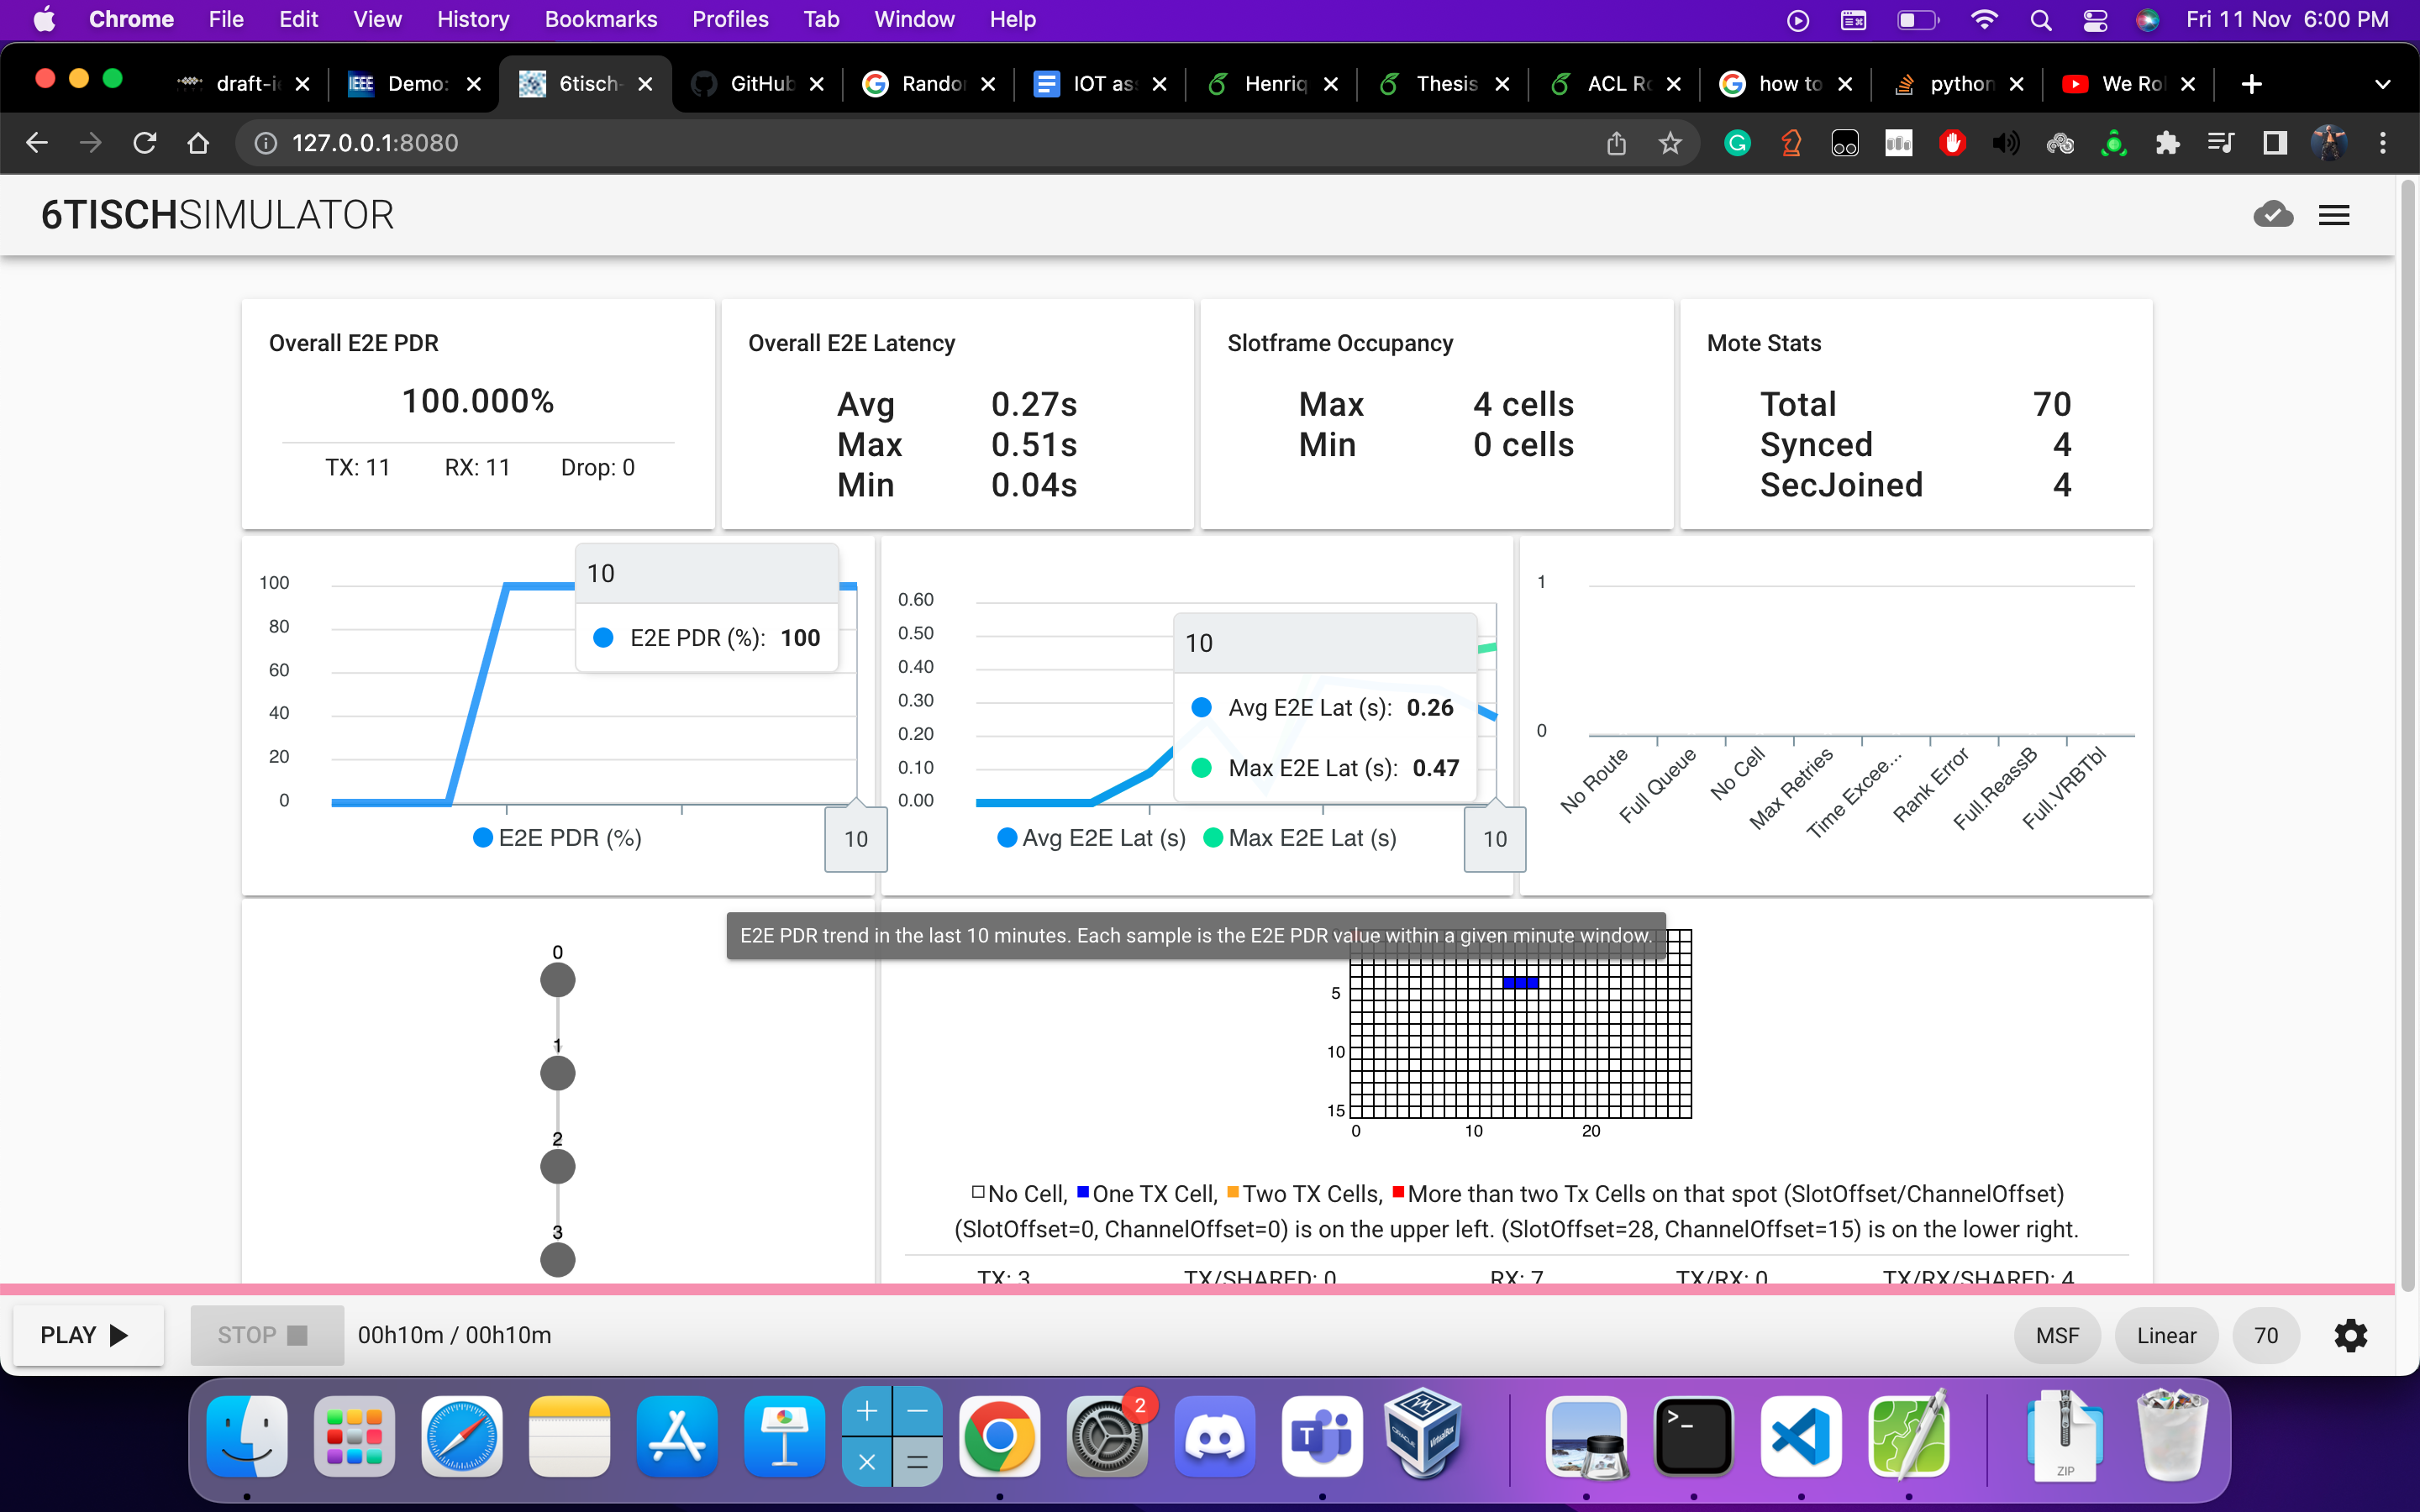 Chrome File Edit View History Bookmarks Profiles Tab Window Help Fri 11 Nov 6:00 PM
draft-i IEEE Demo: 6tisch- GitHub Rando IOT as Henriq Thesis ACL R how to python We Rol
127.0.0.1:8080
6TISCHSIMULATOR
Overall E2E PDR
100.000%
TX: 11 RX: 11 Drop: 0
Overall E2E Latency
Avg 0.27s
Max 0.51s
Min 0.04s
Slotframe Occupancy
Max 4 cells
Min 0 cells
Mote Stats
Total 70
Synced 4
SecJoined 4
100
80
60
40
20
0
10
E2E PDR (%): 100
10
E2E PDR (%)
0.60
0.50
0.40
0.30
0.20
0.10
0.00
10
Avg E2E Lat (s): 0.26
Max E2E Lat (s): 0.47
10
Avg E2E Lat (s) Max E2E Lat (s)
1
0
No Route Full Queue No Cell Max Retries Time Excee... Rank Error Full.ReassB Full.VRBTbl
E2E PDR trend in the last 10 minutes. Each sample is the E2E PDR value within a given minute window.
0
1
2
3
5
10
15
0 10 20
No Cell, One TX Cell, Two TX Cells, More than two Tx Cells on that spot (SlotOffset/ChannelOffset)
(SlotOffset=0, ChannelOffset=0) is on the upper left. (SlotOffset=28, ChannelOffset=15) is on the lower right.
TX: 3 TX/SHARED: 0 RX: 7 TX/RX: 0 TX/RX/SHARED: 4
PLAY STOP 00h10m / 00h10m MSF Linear 70
2
ZIP